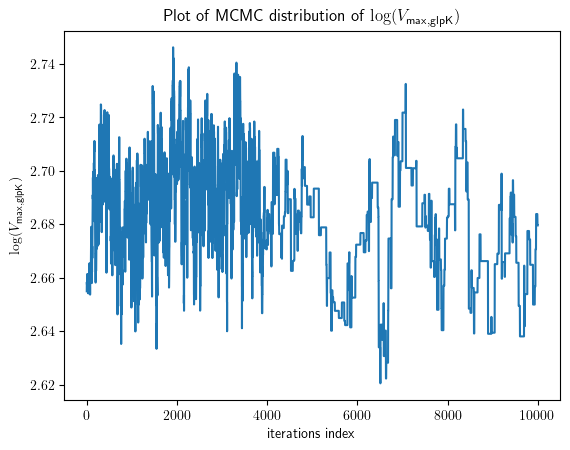 Plot of MCMC distribution of log(V_max,glpK)
log(V_max,glpK)
2.74
2.72
2.70
2.68
2.66
2.64
2.62
0 2000 4000 6000 8000 10000
iterations index